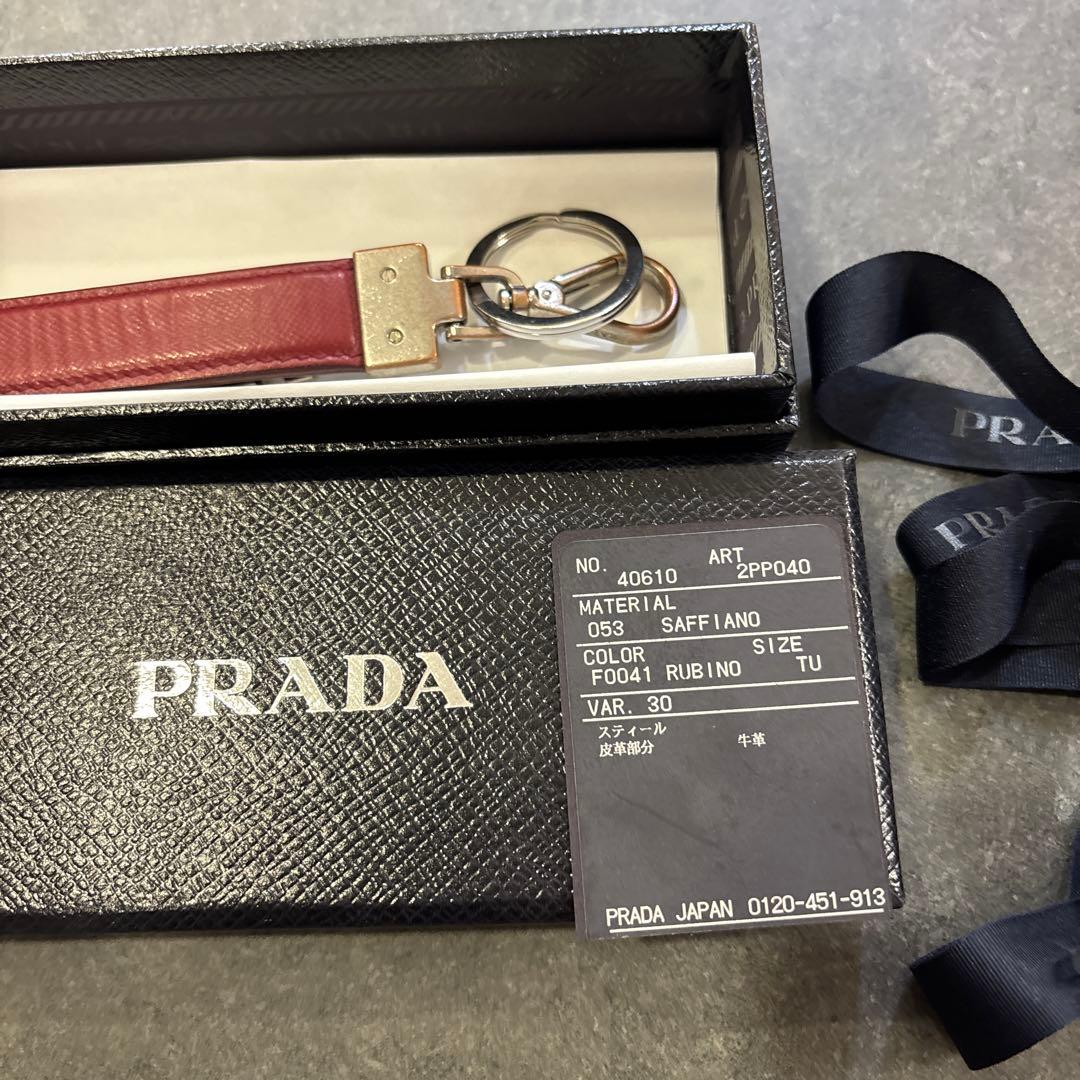 PRA
PRA
PRADA
NO. ART
40610 2PP040
MATERIAL
053 SAFFIANO
COLOR SIZE
F0041 RUBINO TU
VAR. 30
スティール
皮革部分 牛革
PRADA JAPAN 0120-451-913